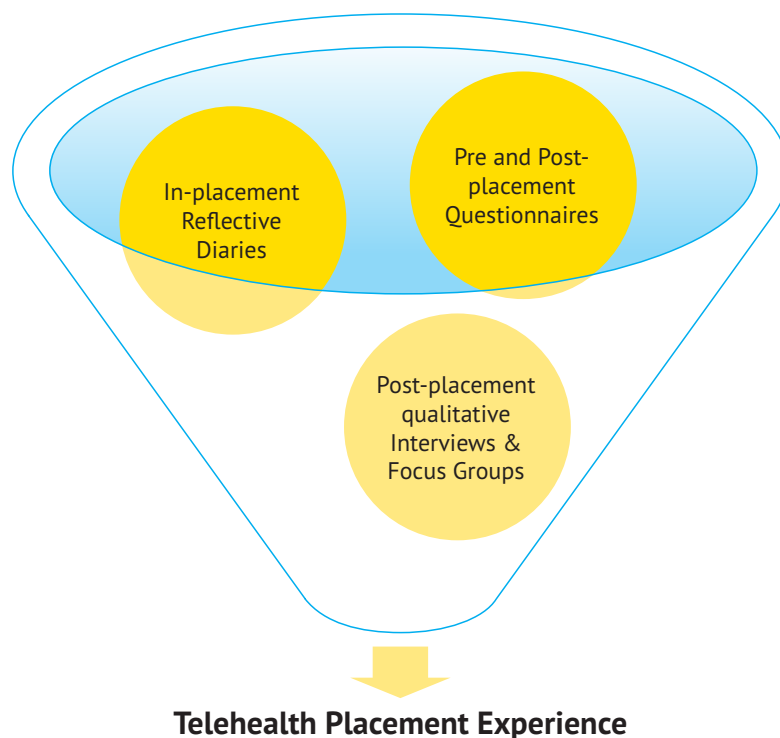 In-placement
Reflective
Diaries
Pre and Post-
placement
Questionnaires
Post-placement
qualitative
Interviews &
Focus Groups
Telehealth Placement Experience